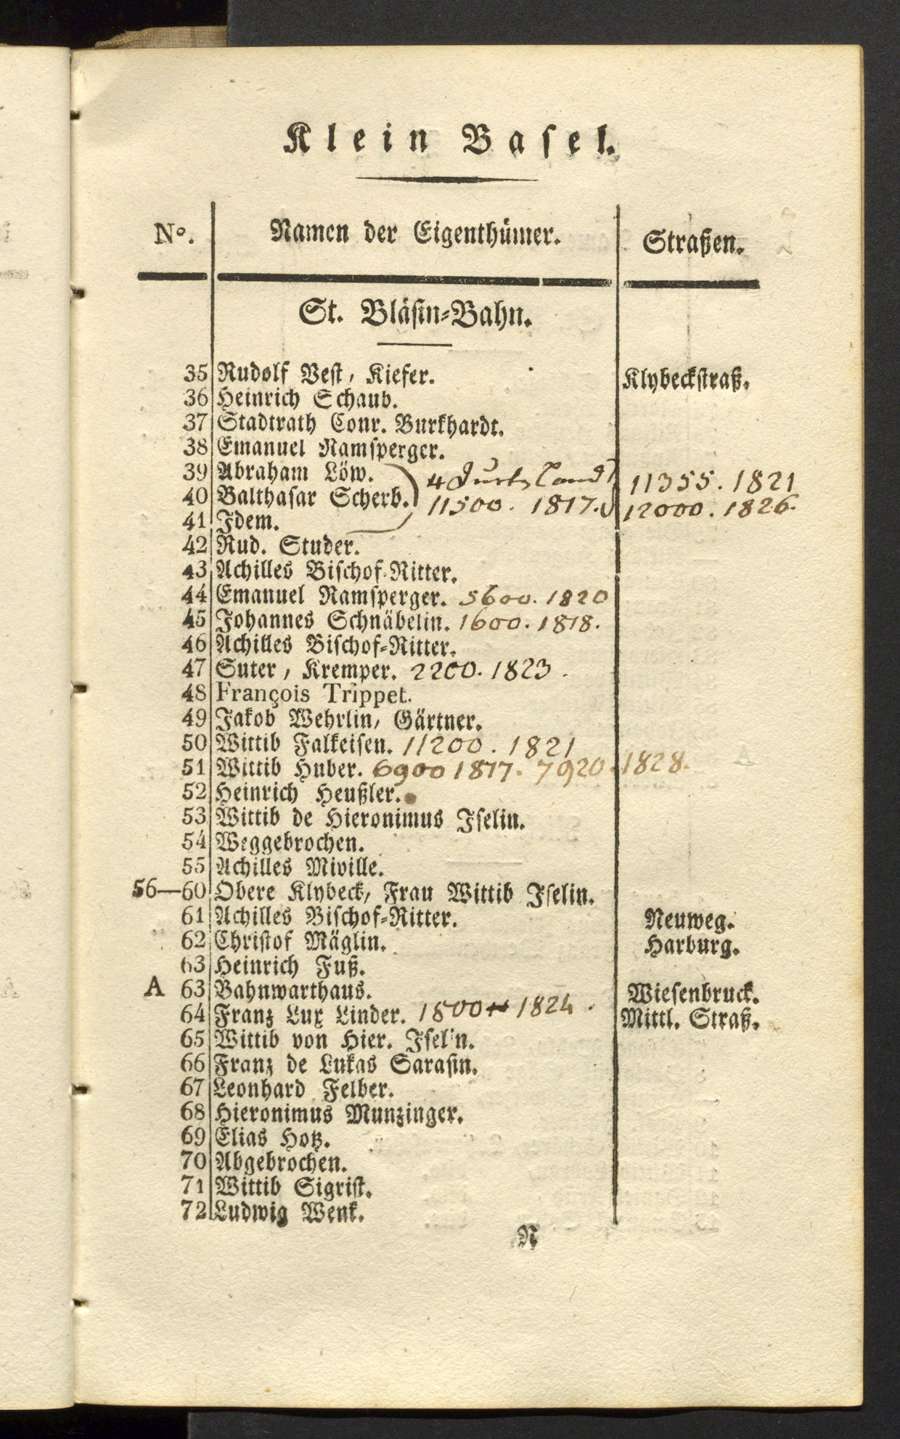 Klein Basel.
N°. Namen der Eigenthümer. Straßen.
St. Bläsin-Bahn.
35 Rudolf Vest, Kiefer. Klybeckstraß.
36 Heinrich Schaub.
37 Stadtrath Conr. Burkhardt.
38 Emanuel Ramsperger.
39 Abraham Löw. 4 Jurt Land 11355. 1821
40 Balthasar Scherb. 11500. 1817. 12000. 1826.
41 Idem.
42 Rud. Studer.
43 Achilles Bischof-Ritter.
44 Emanuel Ramsperger. 5600. 1820
45 Johannes Schnäbelin. 1600. 1818.
46 Achilles Bischof-Ritter.
47 Suter, Kremper. 2200. 1823.
48 François Trippet.
49 Jakob Wehrlin, Gärtner.
50 Wittib Falkeisen. 11200. 1821
51 Wittib Huber. 6900 1817. 7920. 1828.
52 Heinrich Heußler.
53 Wittib de Hieronimus Iselin.
54 Weggebrochen.
55 Achilles Miville.
56—60 Obere Klybeck, Frau Wittib Iselin.
61 Achilles Bischof-Ritter. Neuweg.
62 Christof Mäglin. Harburg.
63 Heinrich Fuß.
A 63 Bahnwarthaus. Wiesenbruck.
64 Franz Lux Linder. 1800 1824. Mittl. Straß.
65 Wittib von Hier. Iselin.
66 Franz de Lukas Sarasin.
67 Leonhard Felber.
68 Hieronimus Munzinger.
69 Elias Hotz.
70 Abgebrochen.
71 Wittib Sigrist.
72 Ludwig Wenk.
N